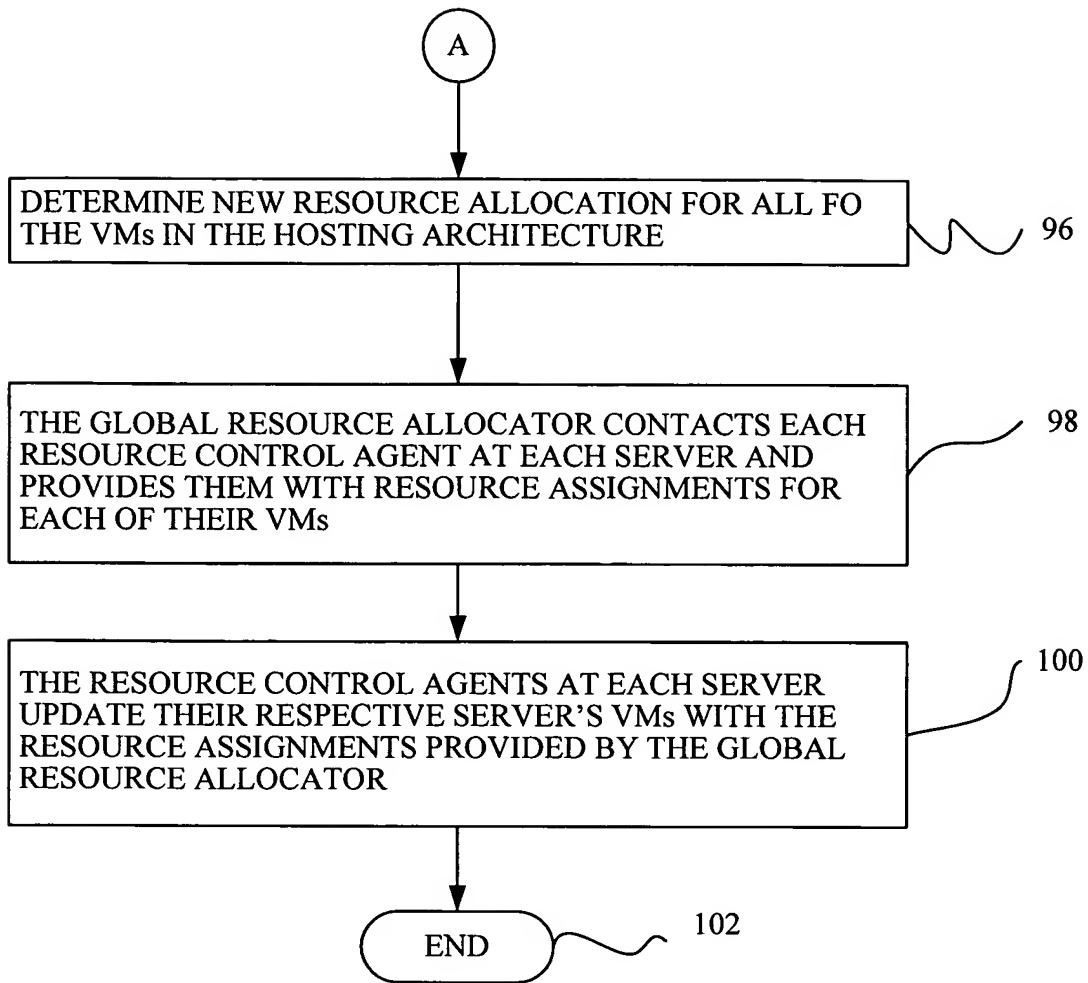 A
DETERMINE NEW RESOURCE ALLOCATION FOR ALL FO
THE VMs IN THE HOSTING ARCHITECTURE
96
THE GLOBAL RESOURCE ALLOCATOR CONTACTS EACH
RESOURCE CONTROL AGENT AT EACH SERVER AND
PROVIDES THEM WITH RESOURCE ASSIGNMENTS FOR
EACH OF THEIR VMs
98
THE RESOURCE CONTROL AGENTS AT EACH SERVER
UPDATE THEIR RESPECTIVE SERVER'S VMs WITH THE
RESOURCE ASSIGNMENTS PROVIDED BY THE GLOBAL
RESOURCE ALLOCATOR
100
END
102